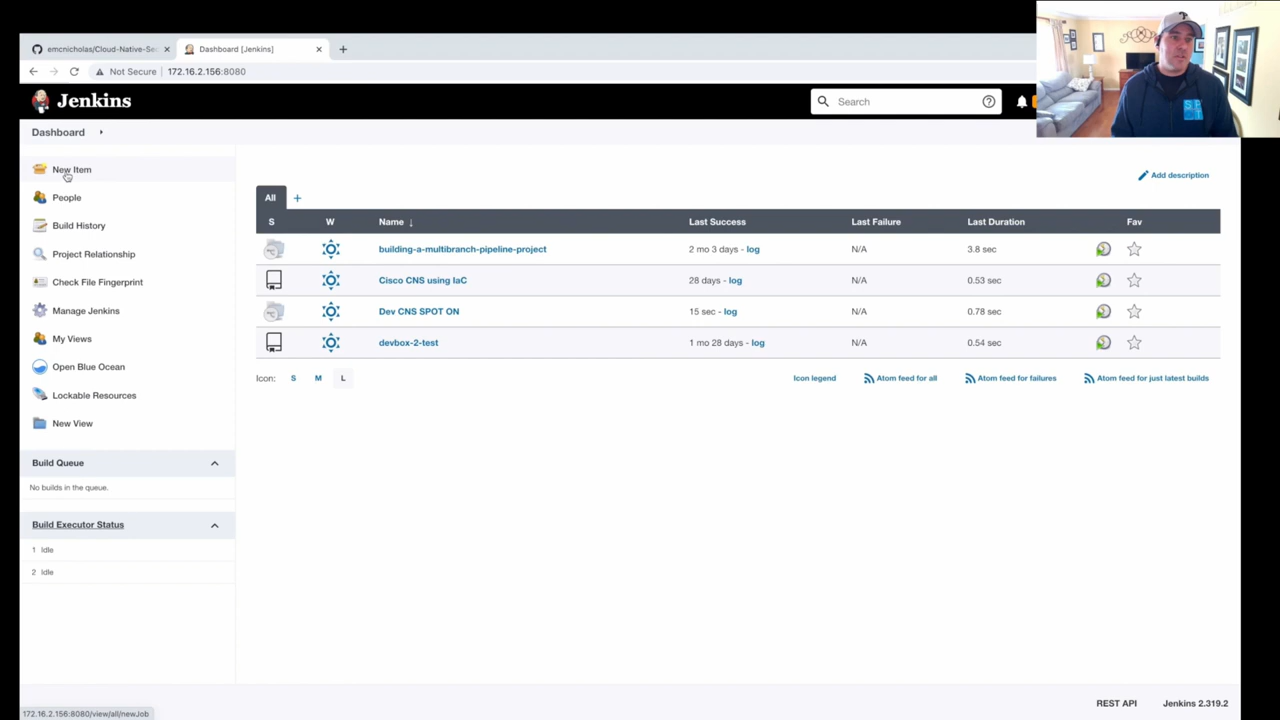 emcnicholas/Cloud-Native-Se
Dashboard [Jenkins]
Not Secure
172.16.2.156:8080
Jenkins
Search
Dashboard
New Item
People
Build History
Project Relationship
Check File Fingerprint
Manage Jenkins
My Views
Open Blue Ocean
Lockable Resources
New View
Build Queue
No builds in the queue.
Build Executor Status
1 Idle
2 Idle
Add description
All +
S W Name ↓ Last Success Last Failure Last Duration Fav
building-a-multibranch-pipeline-project 2 mo 3 days - log N/A 3.8 sec
Cisco CNS using IaC 28 days - log N/A 0.53 sec
Dev CNS SPOT ON 15 sec - log N/A 0.78 sec
devbox-2-test 1 mo 28 days - log N/A 0.54 sec
Icon: S M L Icon legend Atom feed for all Atom feed for failures Atom feed for just latest builds
REST API Jenkins 2.319.2
172.16.2.156:8080/view/all/newJob